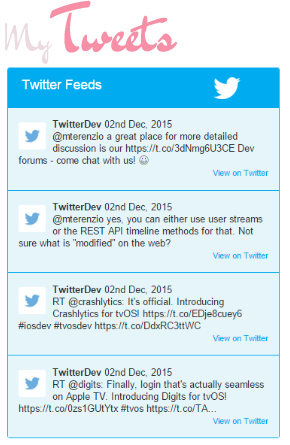 My Tweets
Twitter Feeds
TwitterDev 02nd Dec, 2015
@mterenzio a great place for more detailed
discussion is our https://t.co/3dNmg6U3CE Dev
forums - come chat with us! 😀
View on Twitter
TwitterDev 02nd Dec, 2015
@mterenzio yes, you can either use user streams
or the REST API timeline methods for that. Not
sure what is "modified" on the web?
View on Twitter
TwitterDev 02nd Dec, 2015
RT @crashlytics: It's official. Introducing
Crashlytics for tvOS! https://t.co/EDje8cuey6
#iosdev #tvosdev https://t.co/DdxRC3ttWC
View on Twitter
TwitterDev 02nd Dec, 2015
RT @digits: Finally, login that's actually seamless
on Apple TV. Introducing Digits for tvOS!
https://t.co/0zs1GUtYtx #tvos https://t.co/TA...
View on Twitter